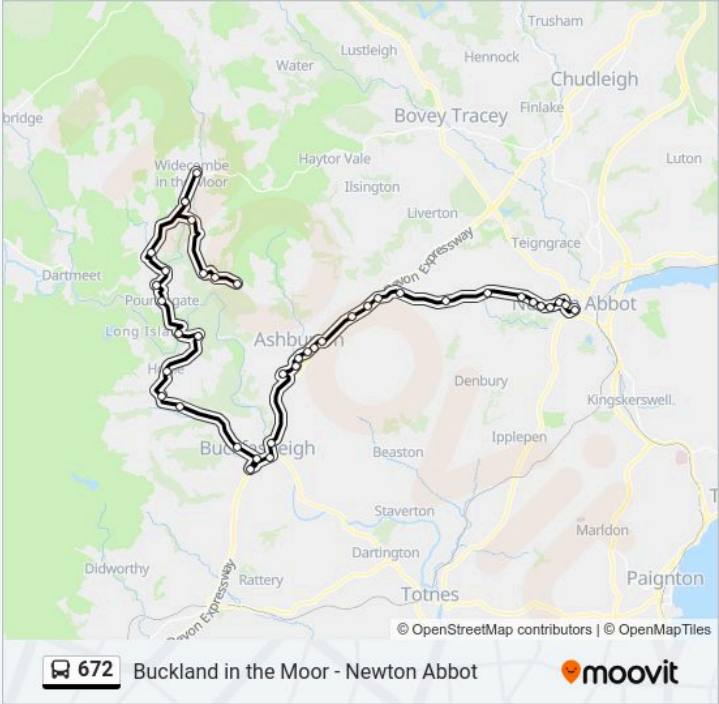 Trusham
Lustleigh
Hennock
Water
Chudleigh
Finlake
Bovey Tracey
bridge
Luton
Widecombe
in the Moor
Haytor Vale
Ilsington
Liverton
Teigngrace
Devon Expressway
Dartmeet
Poundsgate
Newton Abbot
Long Island
Ashburton
Holne
Denbury
Kingskerswell
Buckfastleigh
Ipplepen
Beaston
Staverton
Marldon
Dartington
Didworthy
Rattery
Paignton
Totnes
Devon Expressway
© OpenStreetMap contributors | © OpenMapTiles
672 Buckland in the Moor - Newton Abbot
moovit